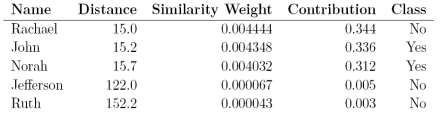 Name Distance Similarity Weight Contribution Class
Rachael 15.0 0.004444 0.344 No
John 15.2 0.004348 0.336 Yes
Norah 15.7 0.004032 0.312 Yes
Jefferson 122.0 0.000067 0.005 No
Ruth 152.2 0.000043 0.003 No